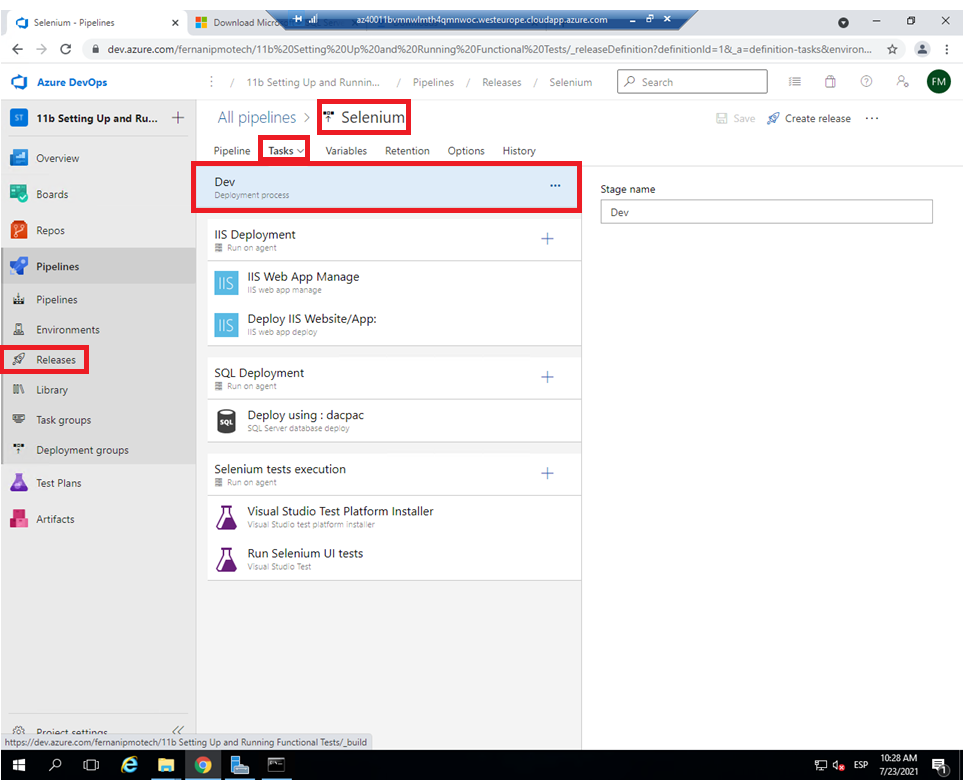 Selenium - Pipelines
Download Micro
az40011bvmnwlmth4qmnwoc.westeurope.cloudapp.azure.com
dev.azure.com/fernanipmotech/11b%20Setting%20Up%20and%20Running%20Functional%20Tests/_releaseDefinition?definitionId=1&_a=definition-tasks&environ...
Azure DevOps
/ 11b Setting Up and Runnin... / Pipelines / Releases / Selenium
Search
FM
ST
11b Setting Up and Ru...
All pipelines > Selenium
Save
Create release
Pipeline
Tasks
Variables
Retention
Options
History
Overview
Boards
Repos
Pipelines
Pipelines
Environments
Releases
Library
Task groups
Deployment groups
Test Plans
Artifacts
Project settings
Dev
Deployment process
IIS Deployment
Run on agent
IIS
IIS Web App Manage
IIS web app manage
IIS
Deploy IIS Website/App:
IIS web app deploy
SQL Deployment
Run on agent
SQL
Deploy using : dacpac
SQL Server database deploy
Selenium tests execution
Run on agent
Visual Studio Test Platform Installer
Visual Studio test platform installer
Run Selenium UI tests
Visual Studio Test
Stage name
Dev
https://dev.azure.com/fernanipmotech/11b Setting Up and Running Functional Tests/_build
ESP
10:28 AM
7/23/2021
1